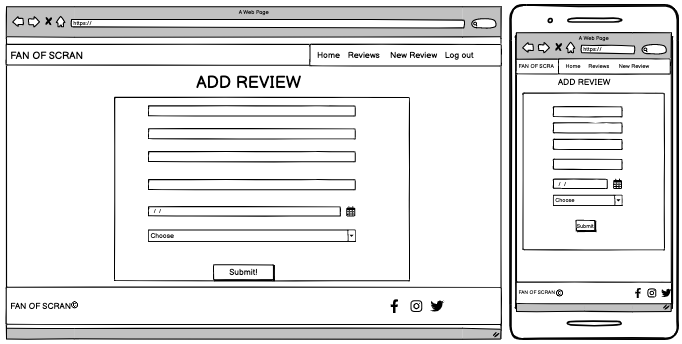 A Web Page
https://
FAN OF SCRAN
Home Reviews New Review Log out
ADD REVIEW
/ /
Choose
Submit!
FAN OF SCRAN©
A Web Page
https://
FAN OF SCRA
Home Reviews New Review
ADD REVIEW
/ /
Choose
Submit!
FAN OF SCRAN©